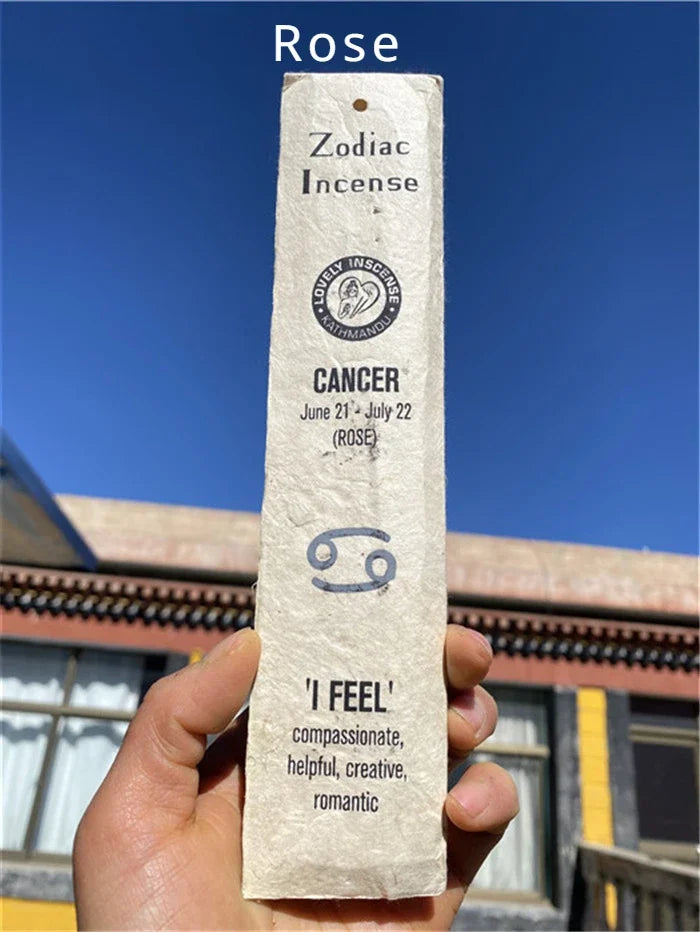 Rose
Zodiac
Incense
LOVELY INSCENSE
KATHMANDU
CANCER
June 21 - July 22
(ROSE)
'I FEEL'
compassionate,
helpful, creative,
romantic